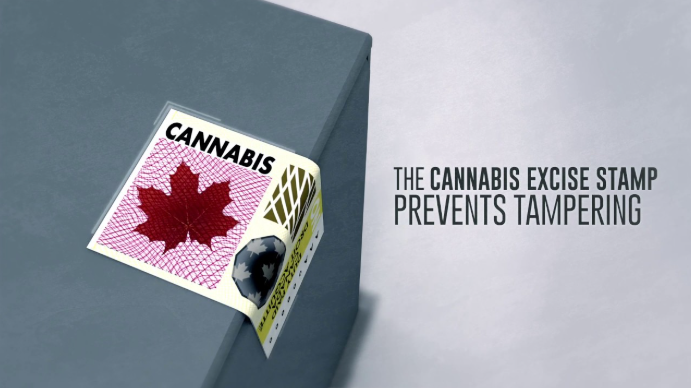 CANNABIS
THE CANNABIS EXCISE STAMP
PREVENTS TAMPERING